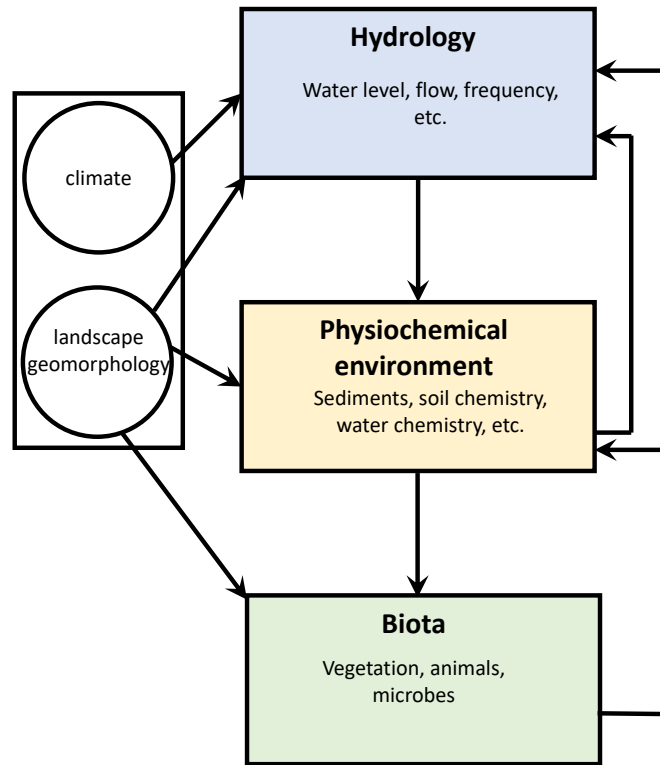 Hydrology
Water level, flow, frequency,
etc.
climate
landscape
geomorphology
Physiochemical
environment
Sediments, soil chemistry,
water chemistry, etc.
Biota
Vegetation, animals,
microbes